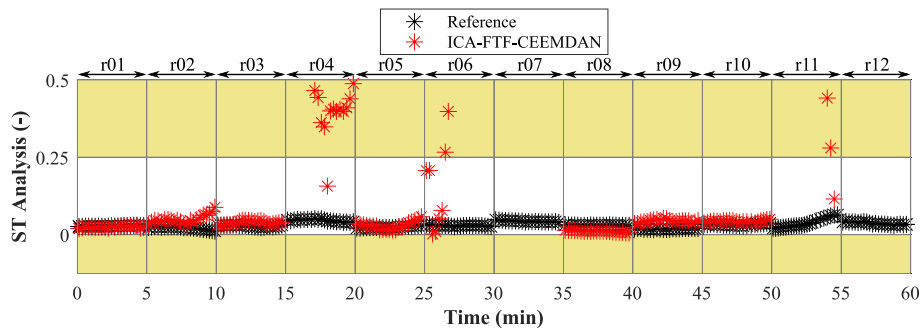 Reference
ICA-FTF-CEEMDAN
r01 r02 r03 r04 r05 r06 r07 r08 r09 r10 r11 r12
0.5
0.25
0
ST Analysis (-)
0 5 10 15 20 25 30 35 40 45 50 55 60
Time (min)